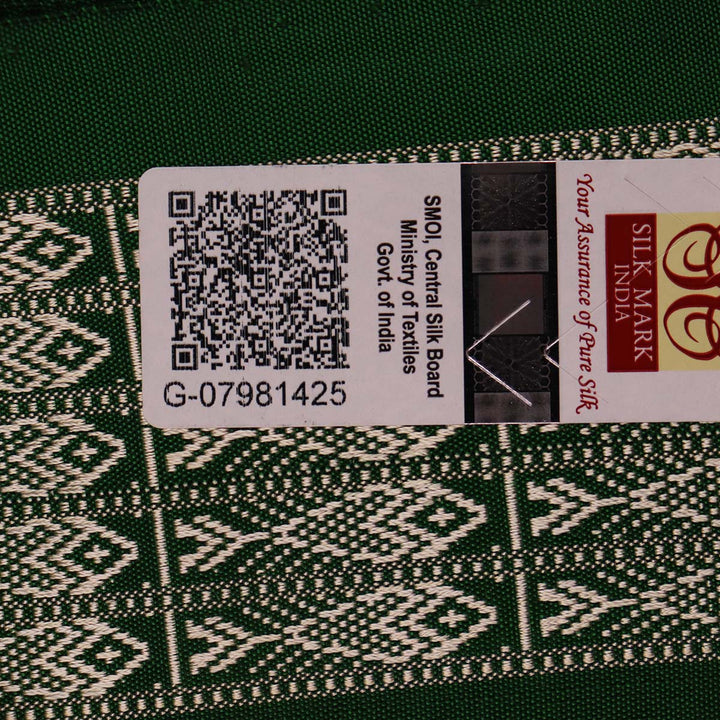 G-07981425
SMOI, Central Silk Board
Ministry of Textiles
Govt. of India
Your Assurance of Pure Silk
SILK MARK
INDIA